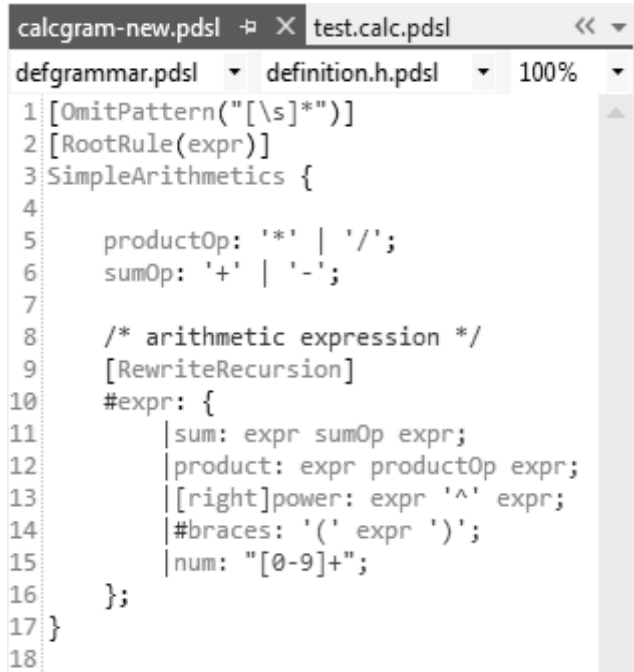 calcgram-new.pdsl test.calc.pdsl
defgrammar.pdsl definition.h.pdsl 100%
1 [OmitPattern("[\s]*")]
2 [RootRule(expr)]
3 SimpleArithmetics {
4
5     productOp: '*' | '/';
6     sumOp: '+' | '-';
7
8     /* arithmetic expression */
9     [RewriteRecursion]
10     #expr: {
11         |sum: expr sumOp expr;
12         |product: expr productOp expr;
13         |[right]power: expr '^' expr;
14         |#braces: '(' expr ')';
15         |num: "[0-9]+";
16     };
17 }
18